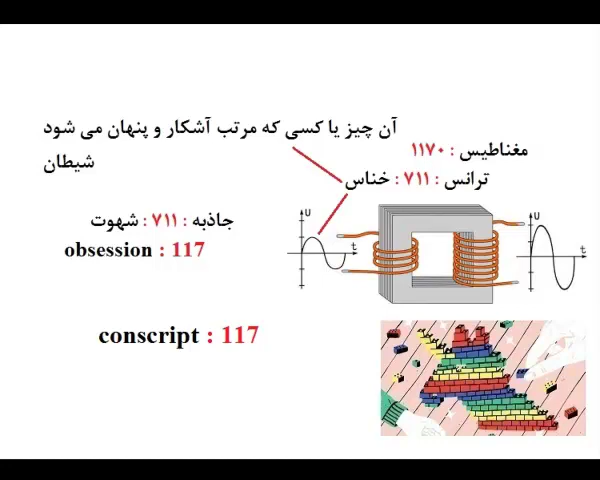 آن چیز یا کسی که مرتب آشکار و پنهان می شود
شیطان
مغناطیس : ۱۱۷۰
ترانس : ۷۱۱ : خناس
جاذبه : ۷۱۱ : شهوت
obsession : 117
conscript : 117
U
t
U
t